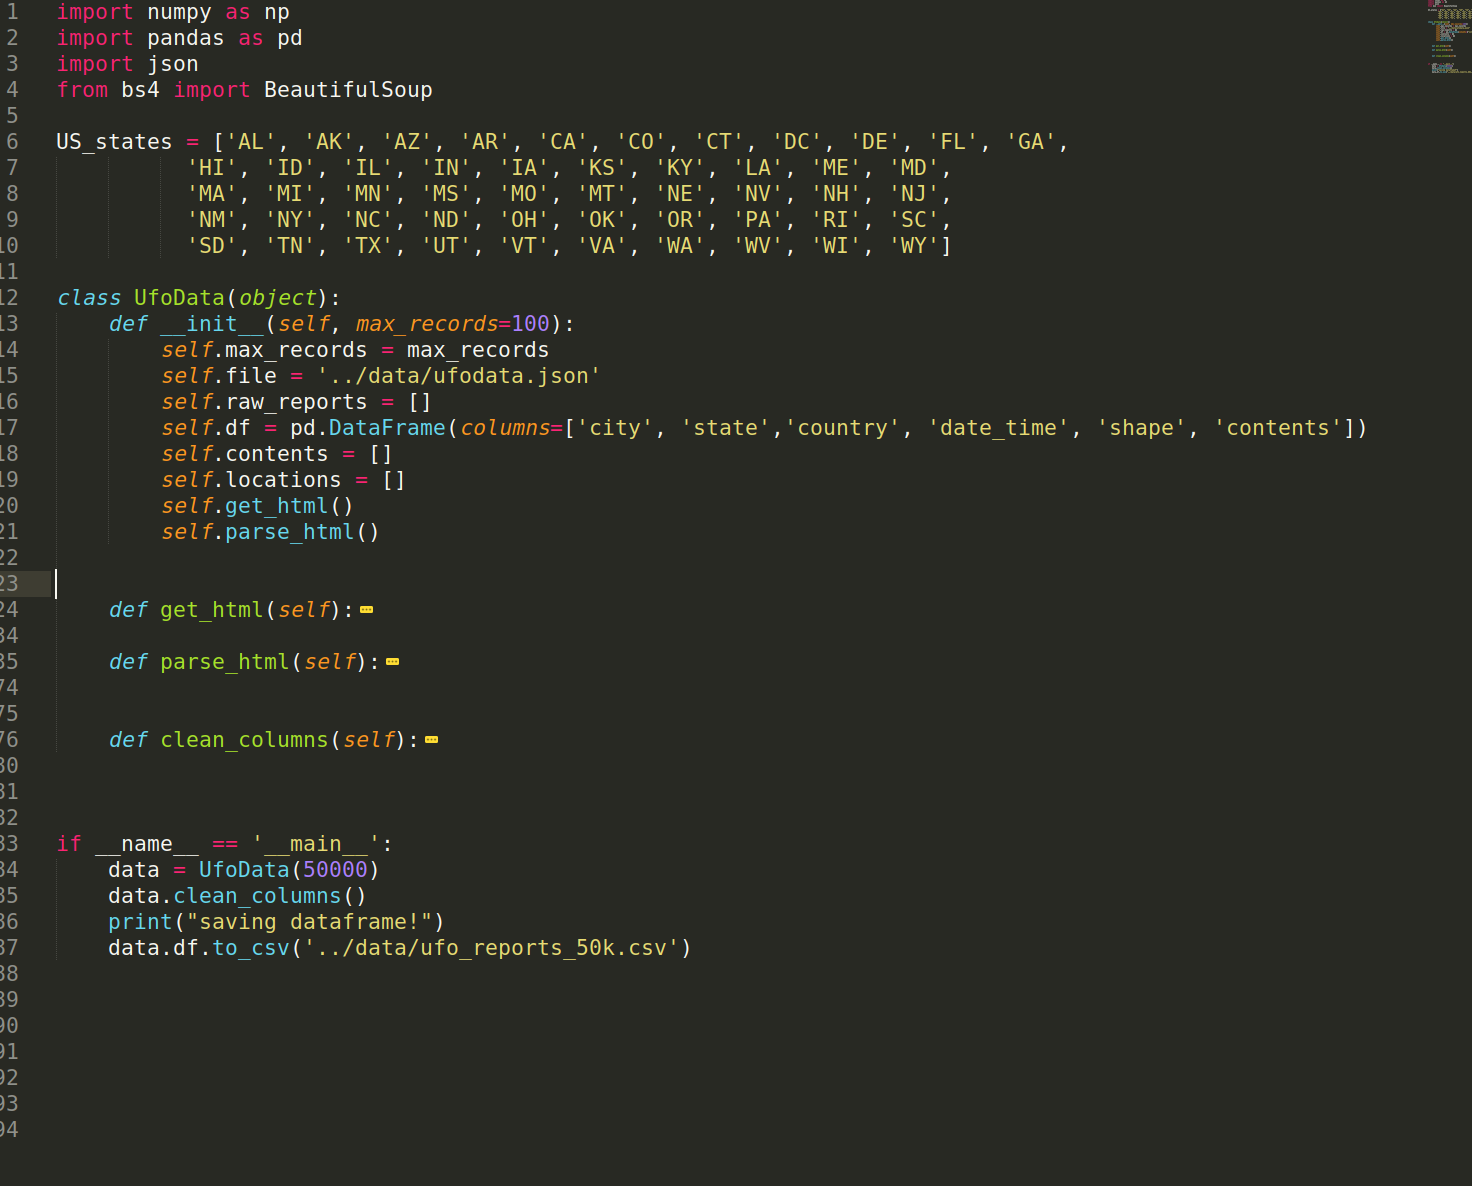 1 import numpy as np
2 import pandas as pd
3 import json
4 from bs4 import BeautifulSoup
5
6 US_states = ['AL', 'AK', 'AZ', 'AR', 'CA', 'CO', 'CT', 'DC', 'DE', 'FL', 'GA',
7 'HI', 'ID', 'IL', 'IN', 'IA', 'KS', 'KY', 'LA', 'ME', 'MD',
8 'MA', 'MI', 'MN', 'MS', 'MO', 'MT', 'NE', 'NV', 'NH', 'NJ',
9 'NM', 'NY', 'NC', 'ND', 'OH', 'OK', 'OR', 'PA', 'RI', 'SC',
10 'SD', 'TN', 'TX', 'UT', 'VT', 'VA', 'WA', 'WV', 'WI', 'WY']
11
12 class UfoData(object):
13 def __init__(self, max_records=100):
14 self.max_records = max_records
15 self.file = '../data/ufodata.json'
16 self.raw_reports = []
17 self.df = pd.DataFrame(columns=['city', 'state','country', 'date_time', 'shape', 'contents'])
18 self.contents = []
19 self.locations = []
20 self.get_html()
21 self.parse_html()
22
23
24 def get_html(self):
34
35 def parse_html(self):
74
75
76 def clean_columns(self):
80
81
82
83 if __name__ == '__main__':
84 data = UfoData(50000)
85 data.clean_columns()
86 print("saving dataframe!")
87 data.df.to_csv('../data/ufo_reports_50k.csv')
88
89
90
91
92
93
94